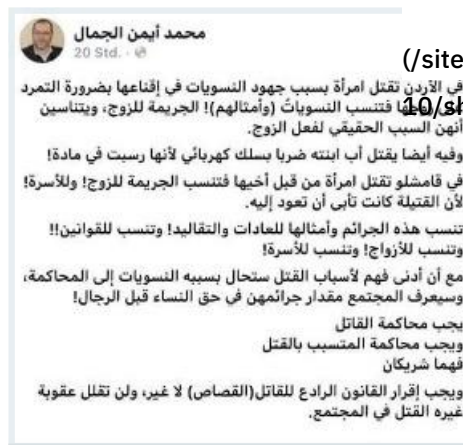 محمد أيمن الجمال
20 Std. ·
(/site
في الأردن تقتل امرأة بسبب جهود النسويات في إقناعها بضرورة التمرد
10/sh
فتنسب النسوياتُ (وأمثالهم)! الجريمة للزوج، ويتناسين
أنهن السبب الحقيقي لفعل الزوج.
وفيه أيضا يقتل أب ابنته ضربا بسلك كهربائي لأنها رسبت في مادة!
في قامشلو تقتل امرأة من قبل أخيها فتنسب الجريمة للزوج! وللأسرة!
لأن القتيلة كانت تأبى أن تعود إليه.
تنسب هذه الجرائم وأمثالها للعادات والتقاليد! وتنسب للقوانين!!
وتنسب للأزواج! وتنسب للأسرة!
مع أن أدنى فهم لأسباب القتل ستحال بسببه النسويات إلى المحاكمة،
وسيعرف المجتمع مقدار جرائمهن في حق النساء قبل الرجال!
يجب محاكمة القاتل
ويجب محاكمة المتسبب بالقتل
فهما شريكان
ويجب إقرار القانون الرادع للقاتل(القصاص) لا غير، ولن تقلل عقوبة
غيره القتل في المجتمع.